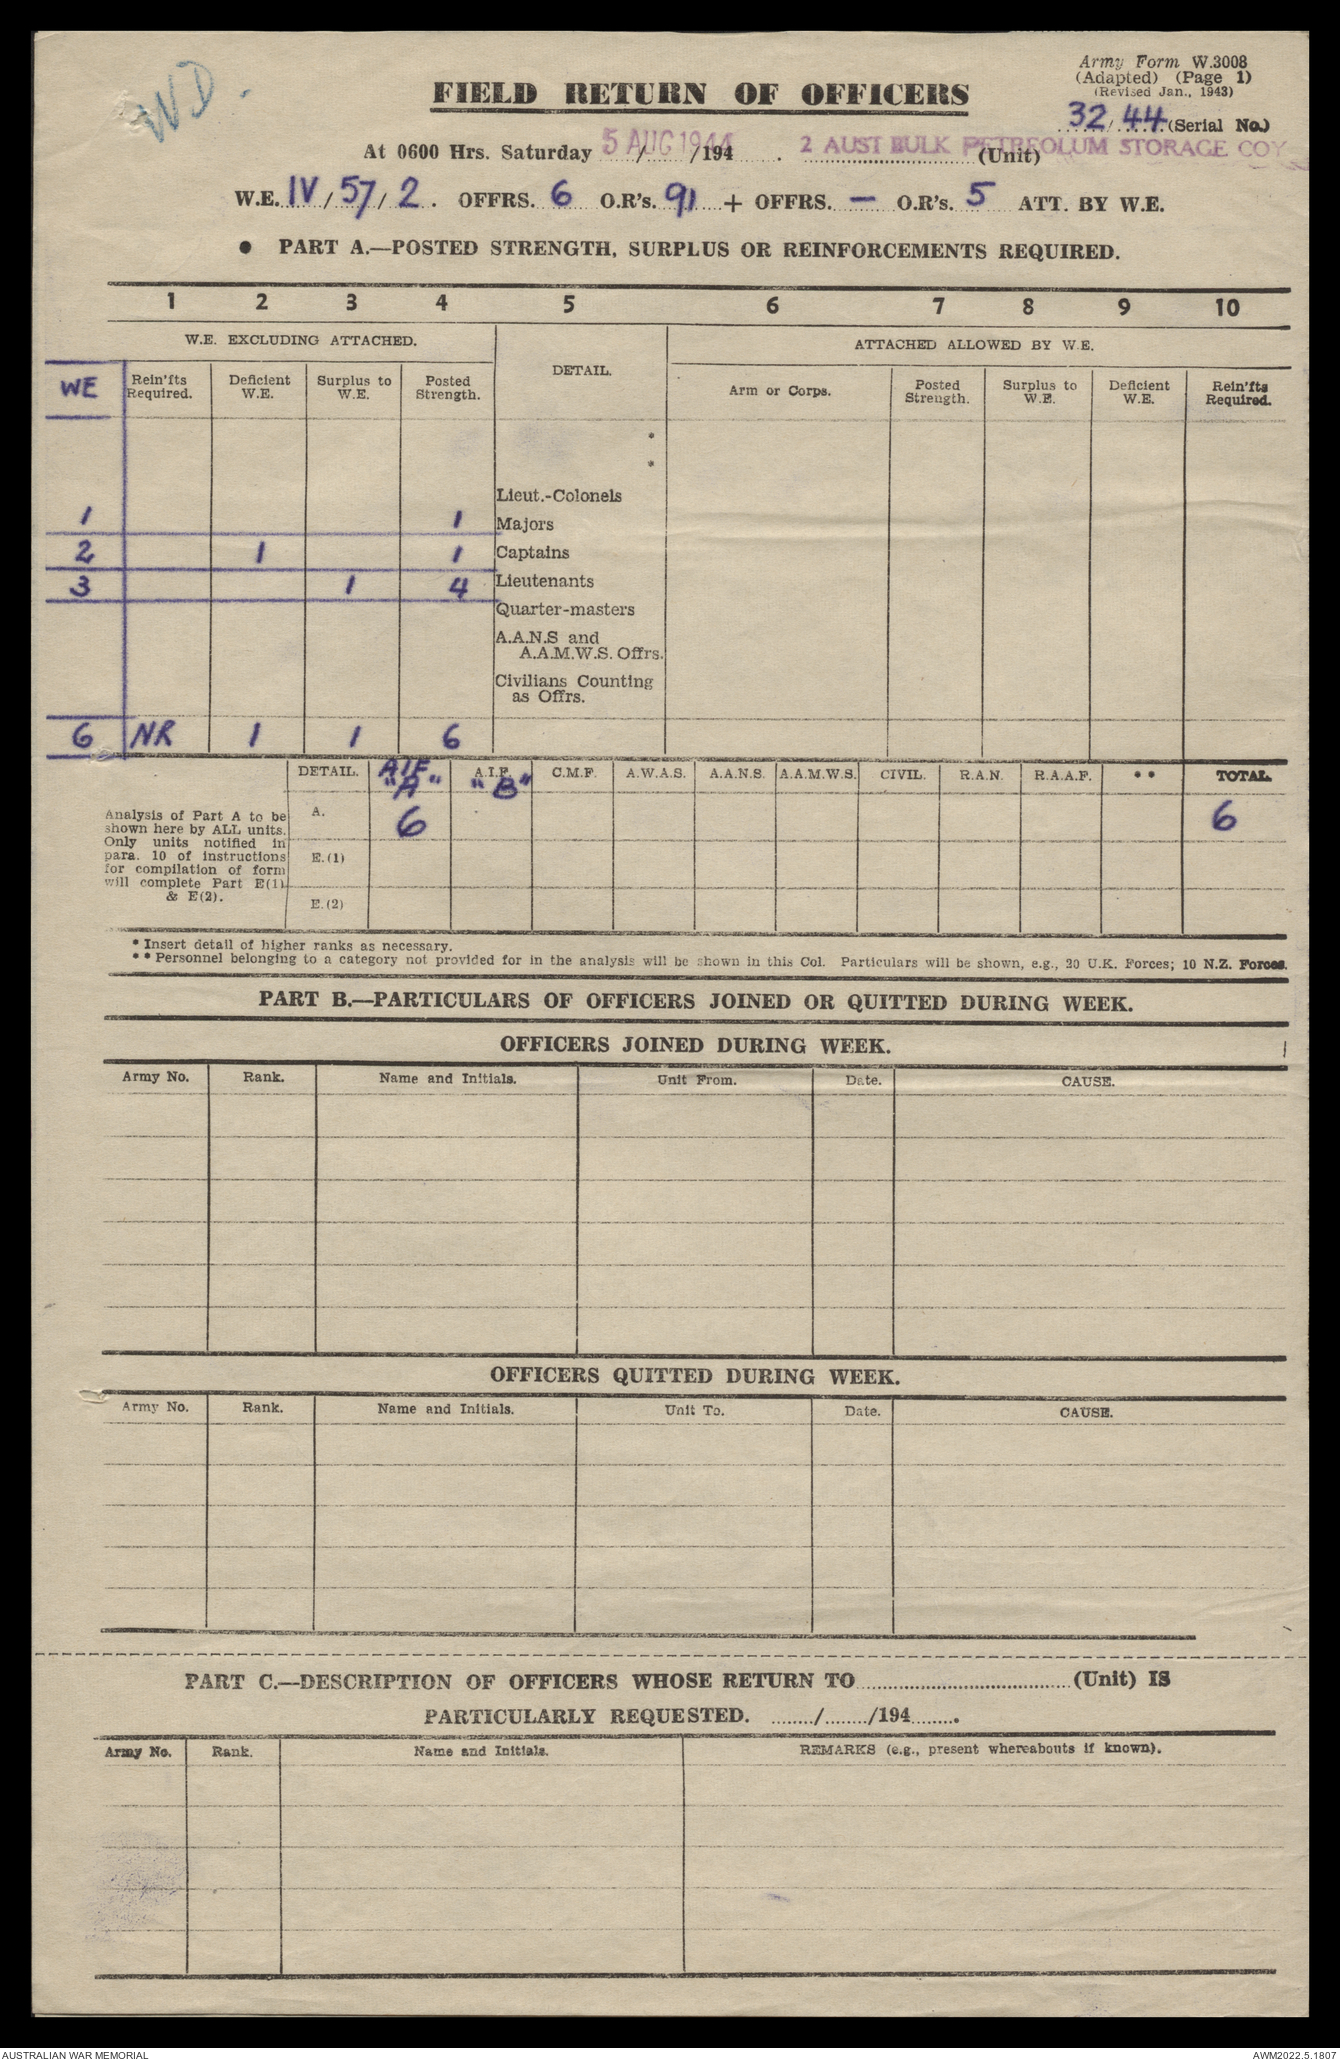 WD.
Army Form W.3008
(Adapted) (Page 1)
(Revised Jan., 1943)
FIELD RETURN OF OFFICERS
32/44 (Serial No.)
At 0600 Hrs. Saturday 5 AUG 1944 /194 . 2 AUST BULK PETREOLUM STORAGE COY (Unit)
W.E. IV/57/2. OFFRS. 6 O.R's. 91 + OFFRS. — O.R's. 5 ATT. BY W.E.
● PART A.—POSTED STRENGTH, SURPLUS OR REINFORCEMENTS REQUIRED.
1 2 3 4 5 6 7 8 9 10
W.E. EXCLUDING ATTACHED. DETAIL. ATTACHED ALLOWED BY W.E.
WE Rein'fts Required. Deficient W.E. Surplus to W.E. Posted Strength. Arm or Corps. Posted Strength. Surplus to W.E. Deficient W.E. Rein'fts Required.
*
*
Lieut.-Colonels
1 1 Majors
2 1 1 Captains
3 1 4 Lieutenants
Quarter-masters
A.A.N.S and
A.A.M.W.S. Offrs.
Civilians Counting
as Offrs.
6 NR 1 1 6
DETAIL. AIF "A" A.I.F. "B" C.M.F. A.W.A.S. A.A.N.S. A.A.M.W.S. CIVIL. R.A.N. R.A.A.F. ** TOTAL.
Analysis of Part A to be
shown here by ALL units.
Only units notified in
para. 10 of instructions
for compilation of form
will complete Part E(1)
& E(2).
A. 6 6
E.(1)
E.(2)
* Insert detail of higher ranks as necessary.
** Personnel belonging to a category not provided for in the analysis will be shown in this Col. Particulars will be shown, e.g., 20 U.K. Forces; 10 N.Z. Forces.
PART B.—PARTICULARS OF OFFICERS JOINED OR QUITTED DURING WEEK.
OFFICERS JOINED DURING WEEK.
Army No. Rank. Name and Initials. Unit From. Date. CAUSE.
OFFICERS QUITTED DURING WEEK.
Army No. Rank. Name and Initials. Unit To. Date. CAUSE.
PART C.—DESCRIPTION OF OFFICERS WHOSE RETURN TO.......................................(Unit) IS
PARTICULARLY REQUESTED. ......../......../194........
Army No. Rank. Name and Initials. REMARKS (e.g., present whereabouts if known).
AUSTRALIAN WAR MEMORIAL AWM2022.5.1807